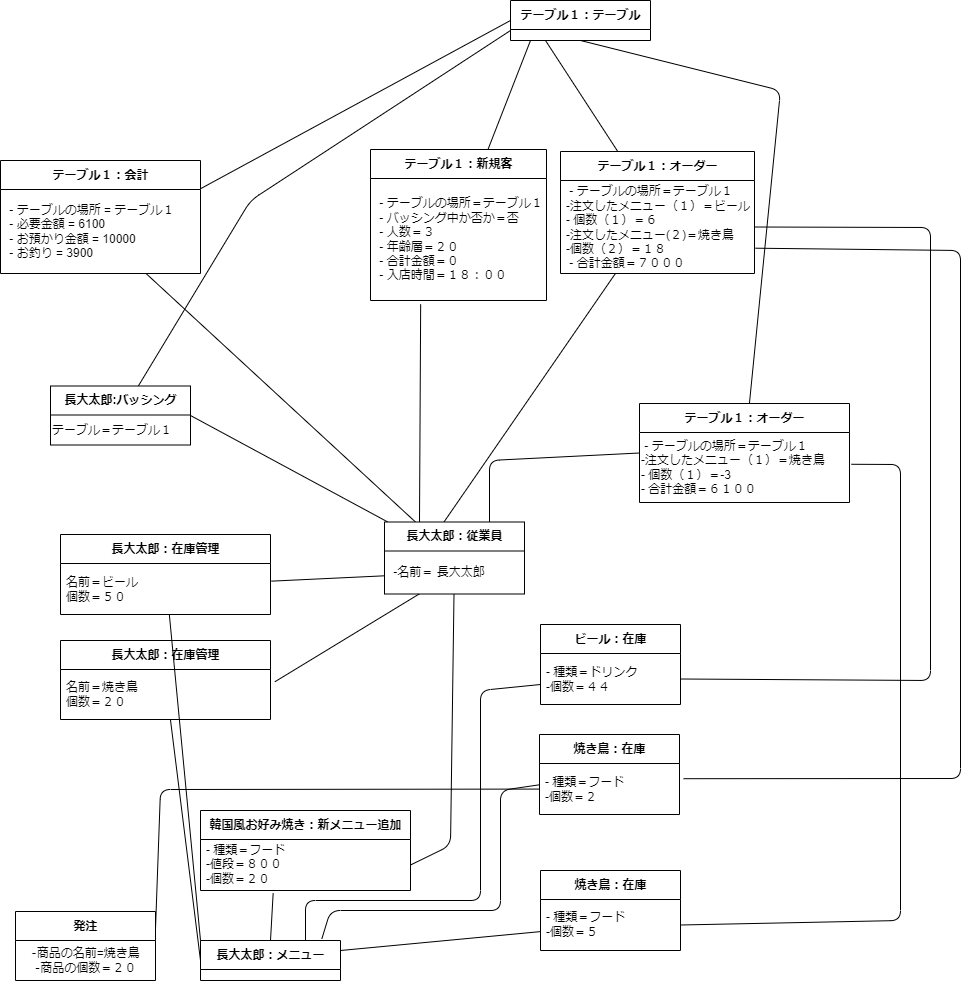 テーブル１：テーブル
テーブル１：会計
- テーブルの場所 = テーブル１
- 必要金額 = 6100
- お預かり金額 = 10000
- お釣り = 3900
テーブル１：新規客
- テーブルの場所＝テーブル１
- バッシング中か否か＝否
- 人数＝３
- 年齢層＝２０
- 合計金額＝０
- 入店時間＝１８：００
テーブル１：オーダー
- テーブルの場所＝テーブル１
-注文したメニュー（１）＝ビール
- 個数（１）＝６
-注文したメニュー(２)＝焼き鳥
-個数（２）＝１８
- 合計金額＝７０００
長大太郎:バッシング
テーブル＝テーブル１
テーブル１：オーダー
- テーブルの場所＝テーブル１
-注文したメニュー（１）＝焼き鳥
- 個数（１）＝-3
- 合計金額＝６１００
長大太郎：従業員
-名前＝ 長大太郎
長大太郎：在庫管理
名前＝ビール
個数＝５０
長大太郎：在庫管理
名前＝焼き鳥
個数＝２０
ビール：在庫
- 種類＝ドリンク
-個数＝４４
焼き鳥：在庫
- 種類＝フード
-個数＝２
韓国風お好み焼き：新メニュー追加
- 種類＝フード
-値段＝８００
-個数＝２０
焼き鳥：在庫
- 種類＝フード
-個数＝５
発注
-商品の名前=焼き鳥
-商品の個数＝２０
長大太郎：メニュー